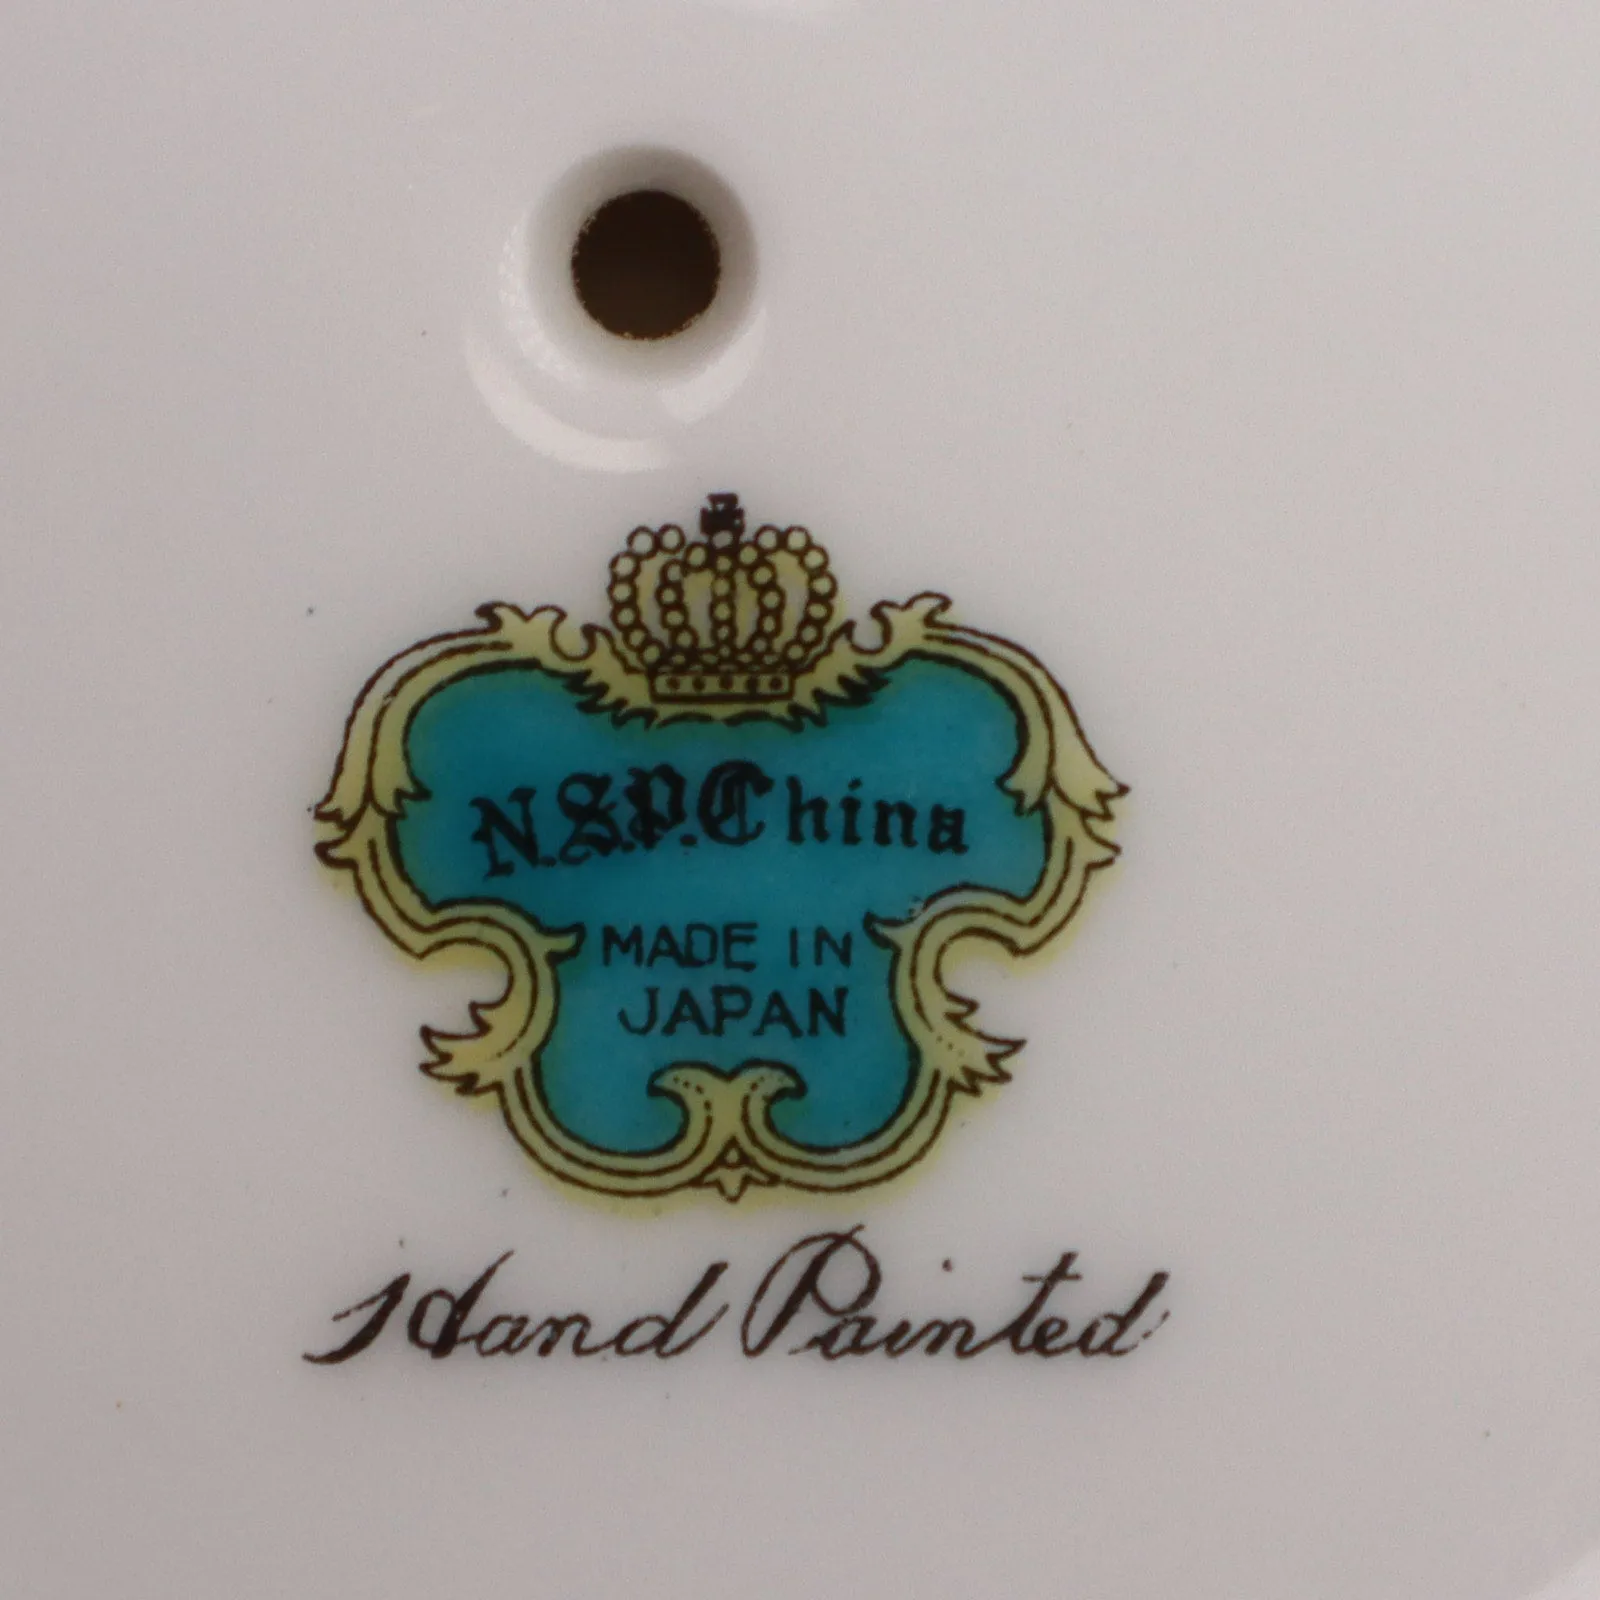 N.S.P. China
MADE IN
JAPAN
Hand Painted